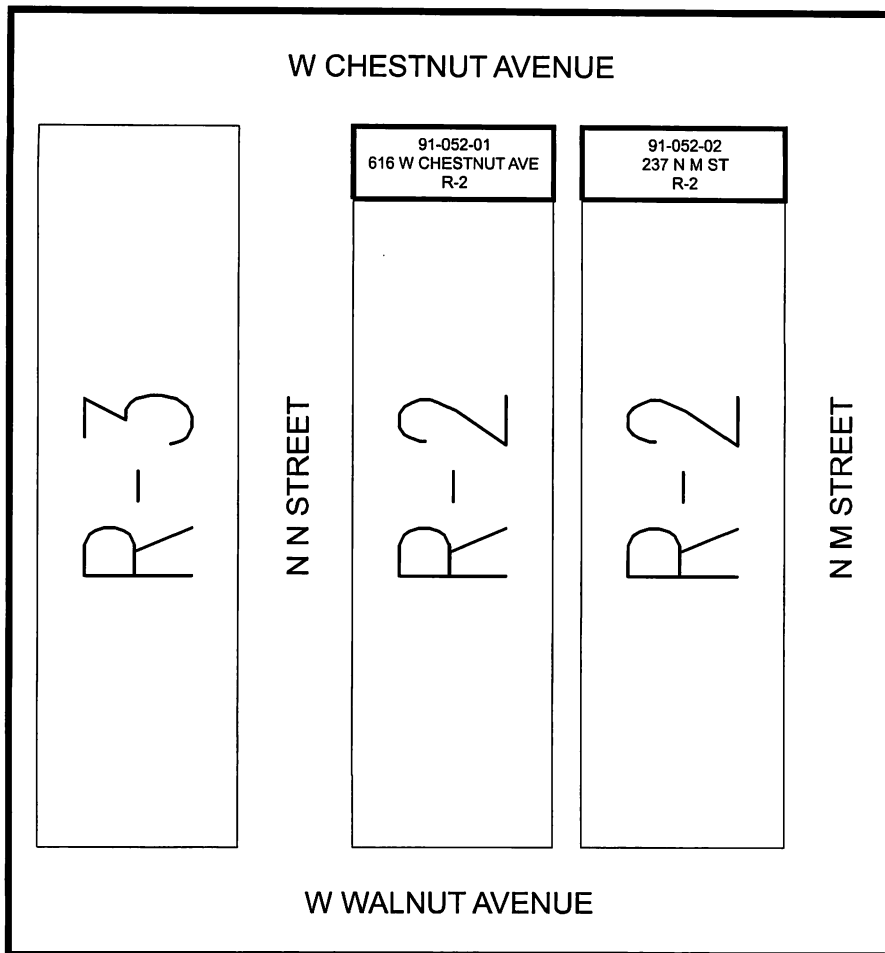 W CHESTNUT AVENUE
91-052-01
616 W CHESTNUT AVE
R-2
91-052-02
237 N M ST
R-2
R-3
N N STREET
R-2
R-2
N M STREET
W WALNUT AVENUE